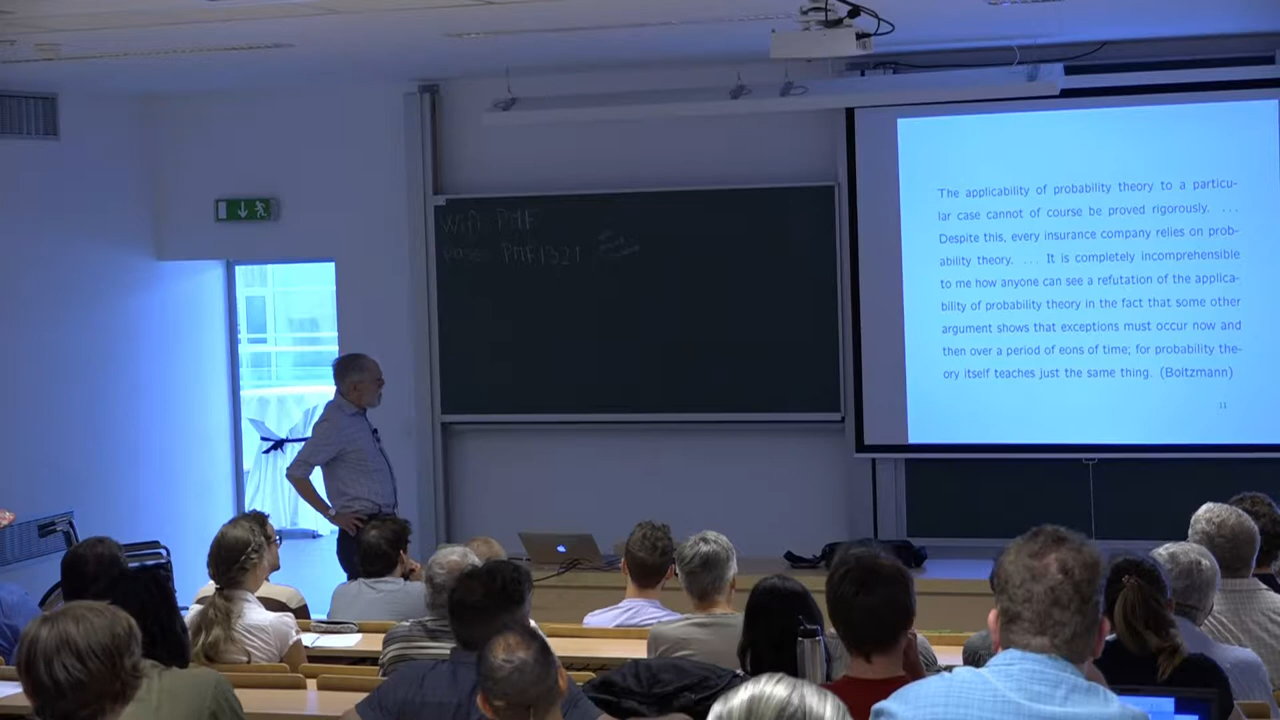 Wifi PMF
pass: PMF1321
The applicability of probability theory to a particu-
lar case cannot of course be proved rigorously. ...
Despite this, every insurance company relies on prob-
ability theory. ... It is completely incomprehensible
to me how anyone can see a refutation of the applica-
bility of probability theory in the fact that some other
argument shows that exceptions must occur now and
then over a period of eons of time; for probability the-
ory itself teaches just the same thing. (Boltzmann)
11